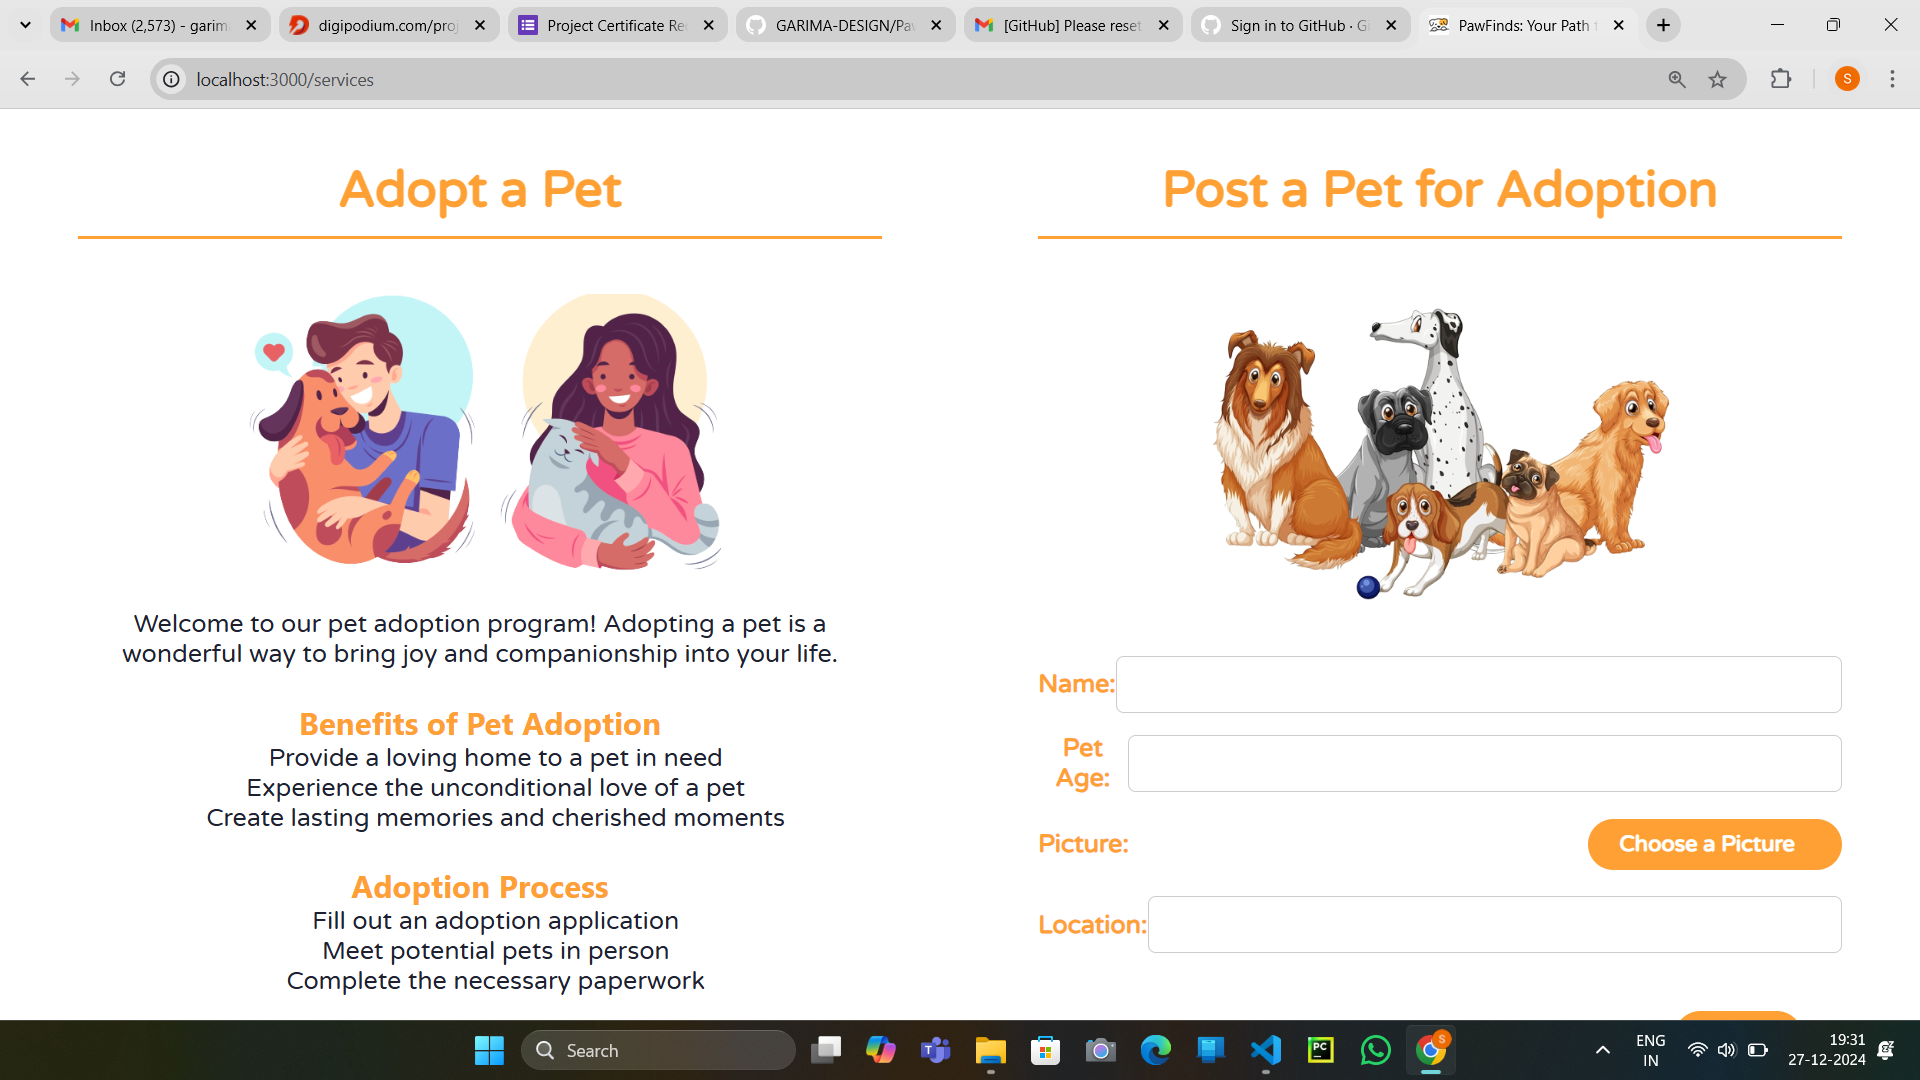 Inbox (2,573) - garim
digipodium.com/proj
Project Certificate Re
GARIMA-DESIGN/Pa
[GitHub] Please reset
Sign in to GitHub · G
PawFinds: Your Path t
localhost:3000/services
S
Adopt a Pet
Welcome to our pet adoption program! Adopting a pet is a
wonderful way to bring joy and companionship into your life.
Benefits of Pet Adoption
Provide a loving home to a pet in need
Experience the unconditional love of a pet
Create lasting memories and cherished moments
Adoption Process
Fill out an adoption application
Meet potential pets in person
Complete the necessary paperwork
Post a Pet for Adoption
Name:
Pet
Age:
Picture:
Choose a Picture
Location:
Search
T
PC
S
ENG
IN
19:31
27-12-2024